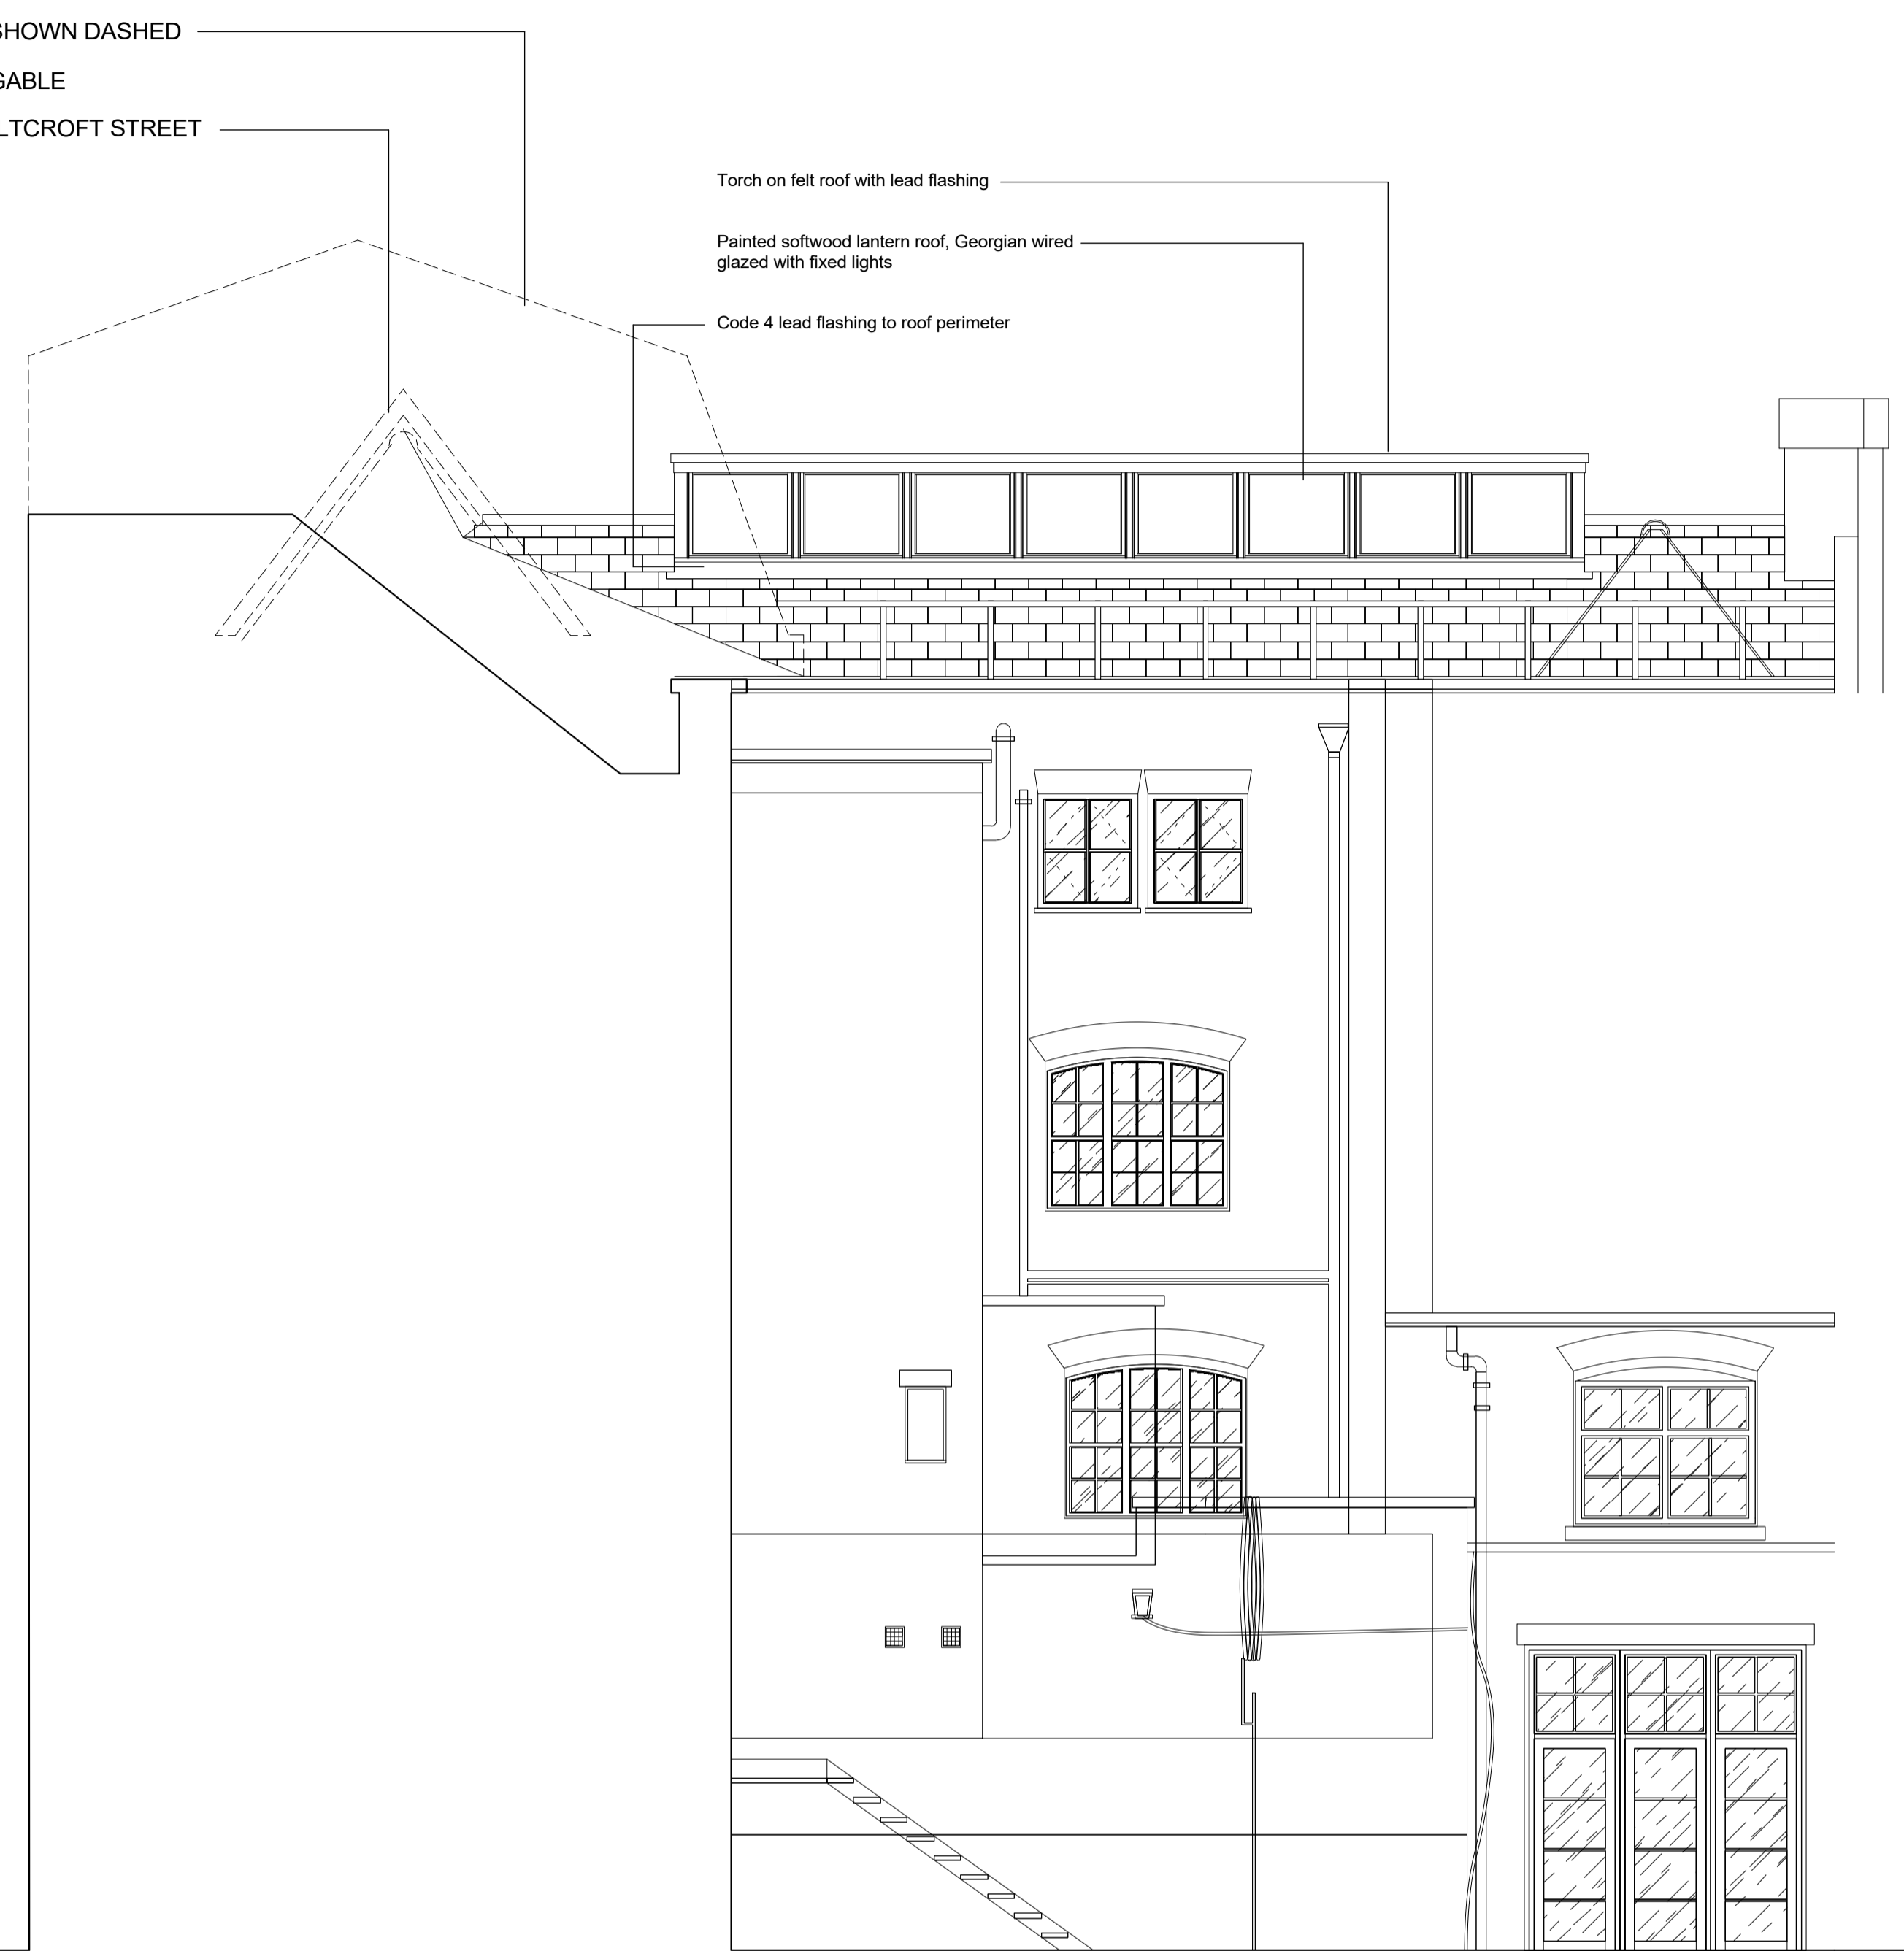 SHOWN DASHED
GABLE
LTCROFT STREET
Torch on felt roof with lead flashing
Painted softwood lantern roof, Georgian wired
glazed with fixed lights
Code 4 lead flashing to roof perimeter